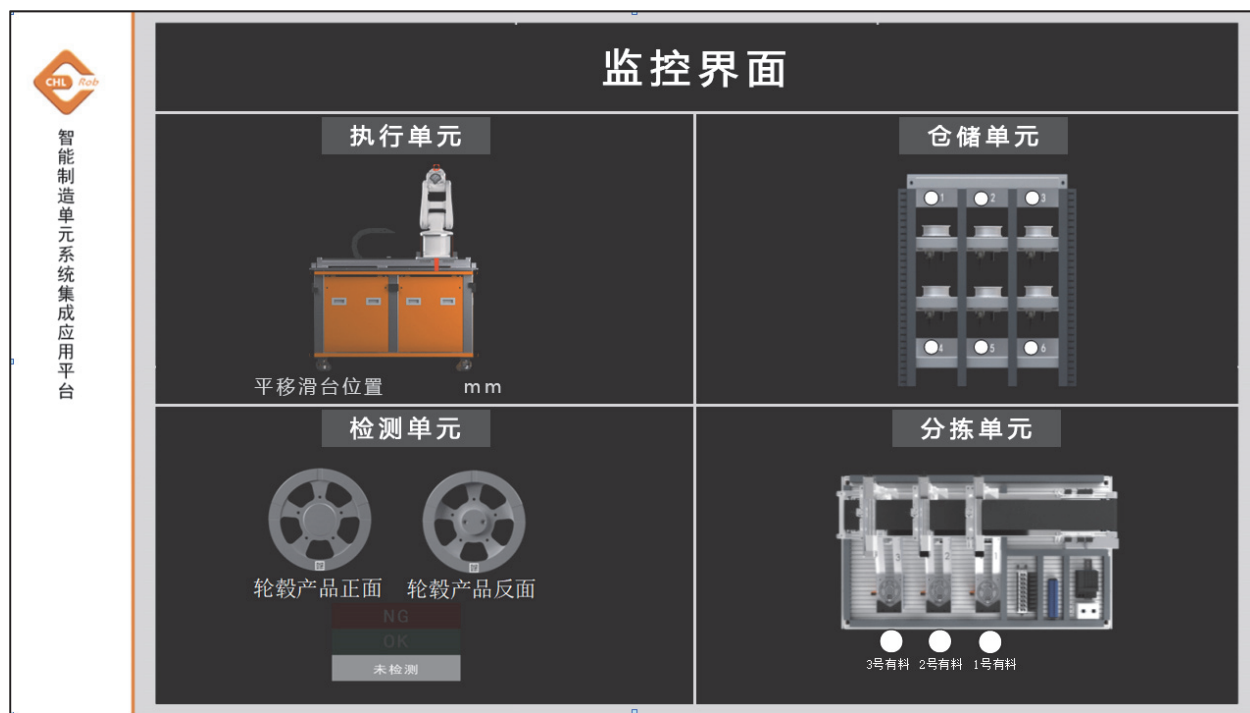 CHL Rob
智能制造单元系统集成应用平台
监控界面
执行单元
平移滑台位置 mm
仓储单元
1 2 3
4 5 6
检测单元
轮毂产品正面 轮毂产品反面
NG
OK
未检测
分拣单元
3 2 1
3号有料 2号有料 1号有料